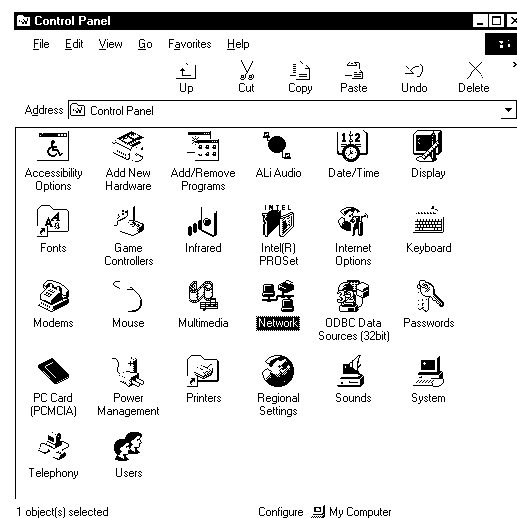 Control Panel
File Edit View Go Favorites Help
Up Cut Copy Paste Undo Delete
Address Control Panel
Accessibility Options
Add New Hardware
Add/Remove Programs
ALi Audio
Date/Time
Display
Fonts
Game Controllers
Infrared
INTEL
Intel(R) PROSet
Internet Options
Keyboard
Modems
Mouse
Multimedia
Network
ODBC Data Sources (32bit)
Passwords
PC Card (PCMCIA)
Power Management
Printers
Regional Settings
Sounds
System
Telephony
Users
1 object(s) selected Configure My Computer